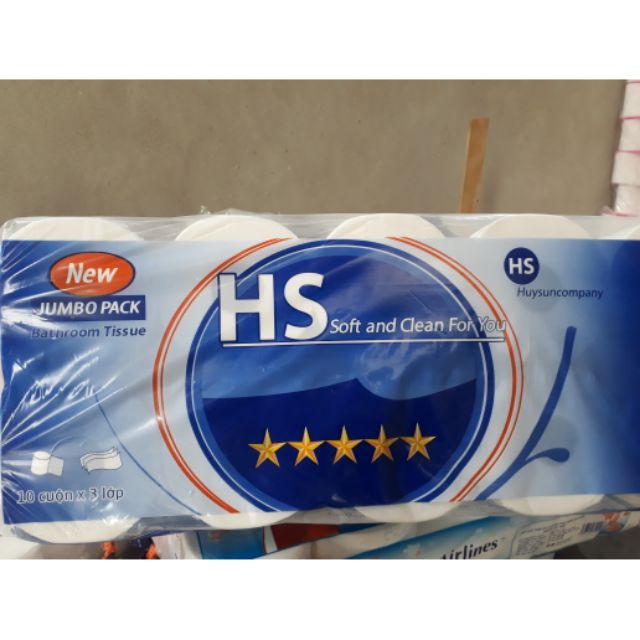 New
JUMBO PACK
Bathroom Tissue
HS
Soft and Clean For You
HS
Huysuncompany
10 cuộn x 3 lớp
Airlines